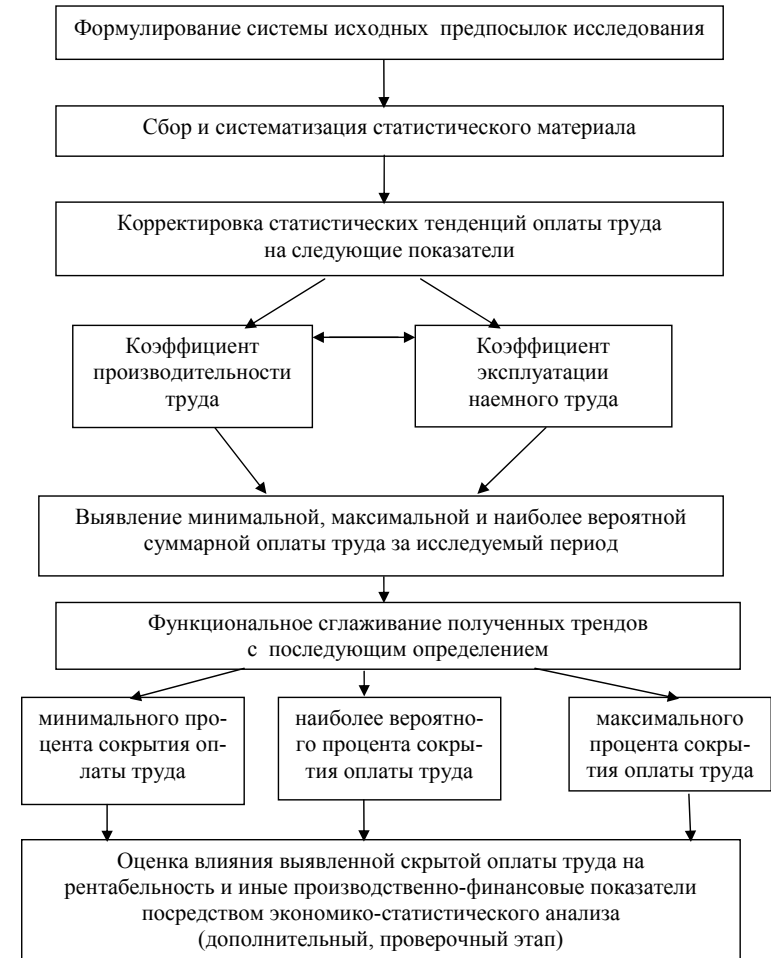 Формулирование системы исходных предпосылок исследования
Сбор и систематизация статистического материала
Корректировка статистических тенденций оплаты труда
на следующие показатели
Коэффициент
производительности
труда
Коэффициент
эксплуатации
наемного труда
Выявление минимальной, максимальной и наиболее вероятной
суммарной оплаты труда за исследуемый период
Функциональное сглаживание полученных трендов
с последующим определением
минимального про-
цента сокрытия оп-
латы труда
наиболее вероятно-
го процента сокры-
тия оплаты труда
максимального
процента сокры-
тия оплаты труда
Оценка влияния выявленной скрытой оплаты труда на
рентабельность и иные производственно-финансовые показатели
посредством экономико-статистического анализа
(дополнительный, проверочный этап)